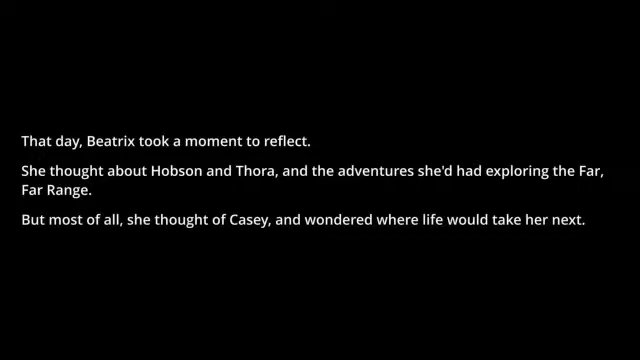 That day, Beatrix took a moment to reflect.
She thought about Hobson and Thora, and the adventures she'd had exploring the Far,
Far Range.
But most of all, she thought of Casey, and wondered where life would take her next.